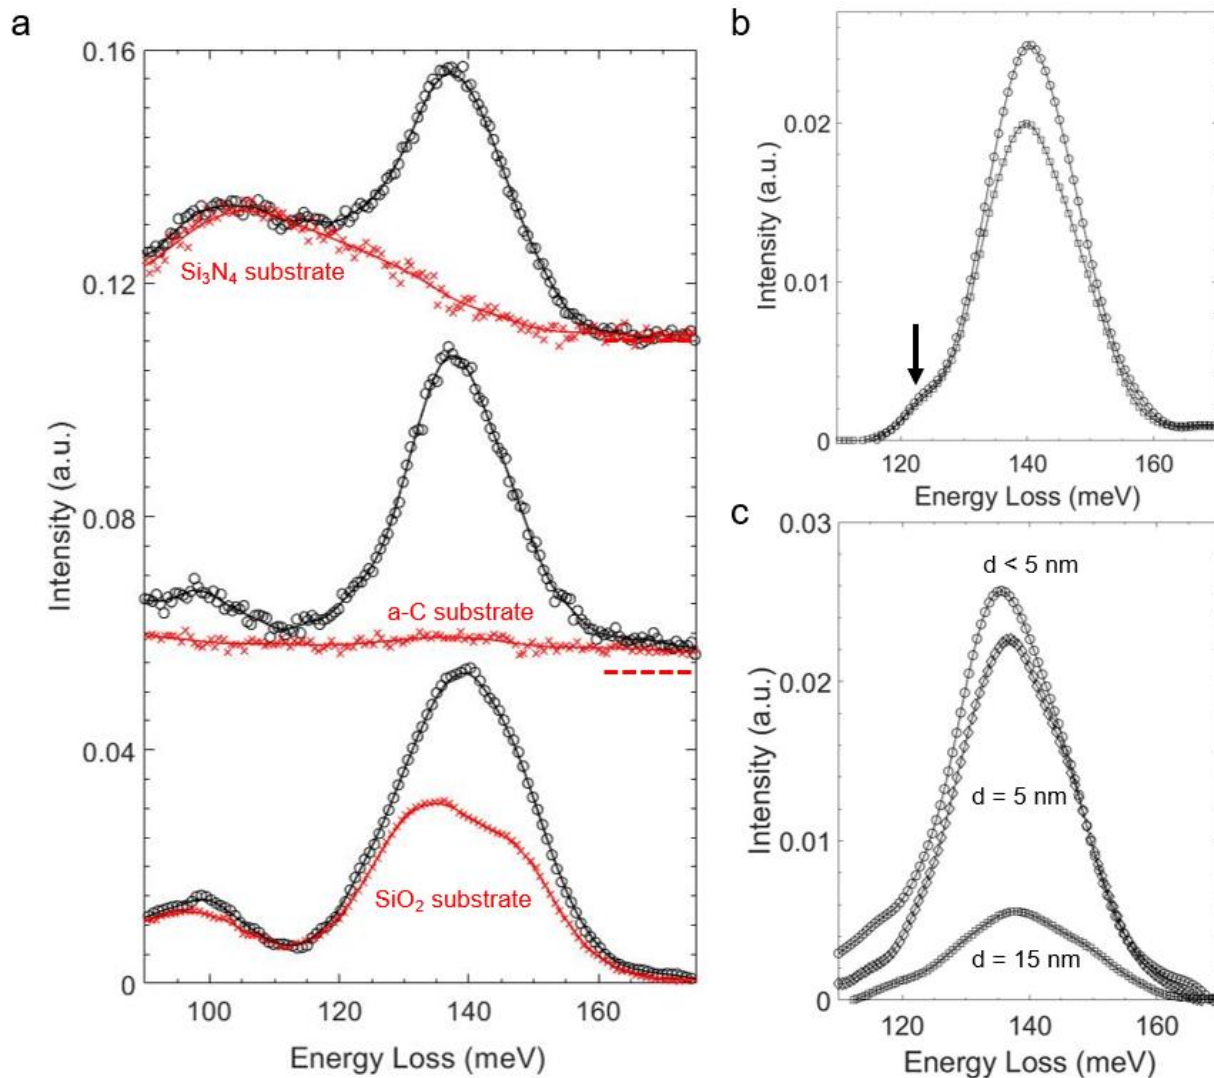 a
0.16
0.12
0.08
0.04
0
Si₃N₄ substrate
a-C substrate
SiO₂ substrate
100 120 140 160
Energy Loss (meV)
Intensity (a.u.)
b
0.02
0.01
0
120 140 160
Energy Loss (meV)
Intensity (a.u.)
c
0.03
0.02
0.01
0
d < 5 nm
d = 5 nm
d = 15 nm
120 140 160
Energy Loss (meV)
Intensity (a.u.)